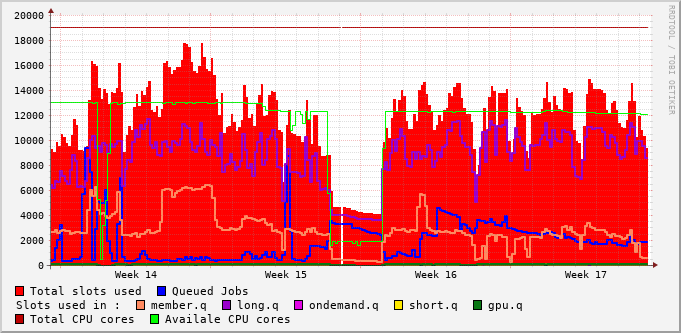 20000
18000
16000
14000
12000
10000
8000
6000
4000
2000
0
Week 14 Week 15 Week 16 Week 17
RRDTOOL / TOBI OETIKER
Total slots used Queued Jobs
Slots used in : member.q long.q ondemand.q short.q gpu.q
Total CPU cores Availale CPU cores